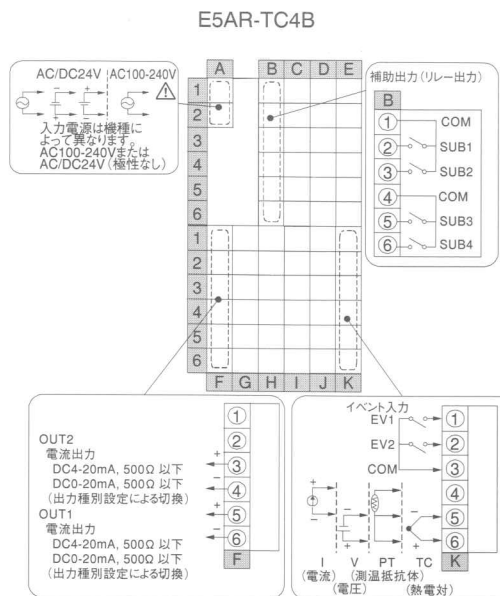 E5AR-TC4B
AC/DC24V AC100-240V
入力電源は機種に
よって異なります。
AC100-240Vまたは
AC/DC24V(極性なし)
A B C D E
1
2
3
4
5
6
1
2
3
4
5
6
F G H I J K
補助出力(リレー出力)
B
① COM
② SUB1
③ SUB2
④ COM
⑤ SUB3
⑥ SUB4
①
OUT2 ②
電流出力 + ③
DC4-20mA, 500Ω 以下
DC0-20mA, 500Ω 以下 − ④
(出力種別設定による切換)
OUT1 + ⑤
電流出力
DC4-20mA, 500Ω 以下 − ⑥
DC0-20mA, 500Ω 以下 F
(出力種別設定による切換)
イベント入力
EV1 ①
EV2 ②
COM ③
④
+ − − ⑤
− + + ⑥
I V PT TC K
(電流) (測温抵抗体)
(電圧) (熱電対)